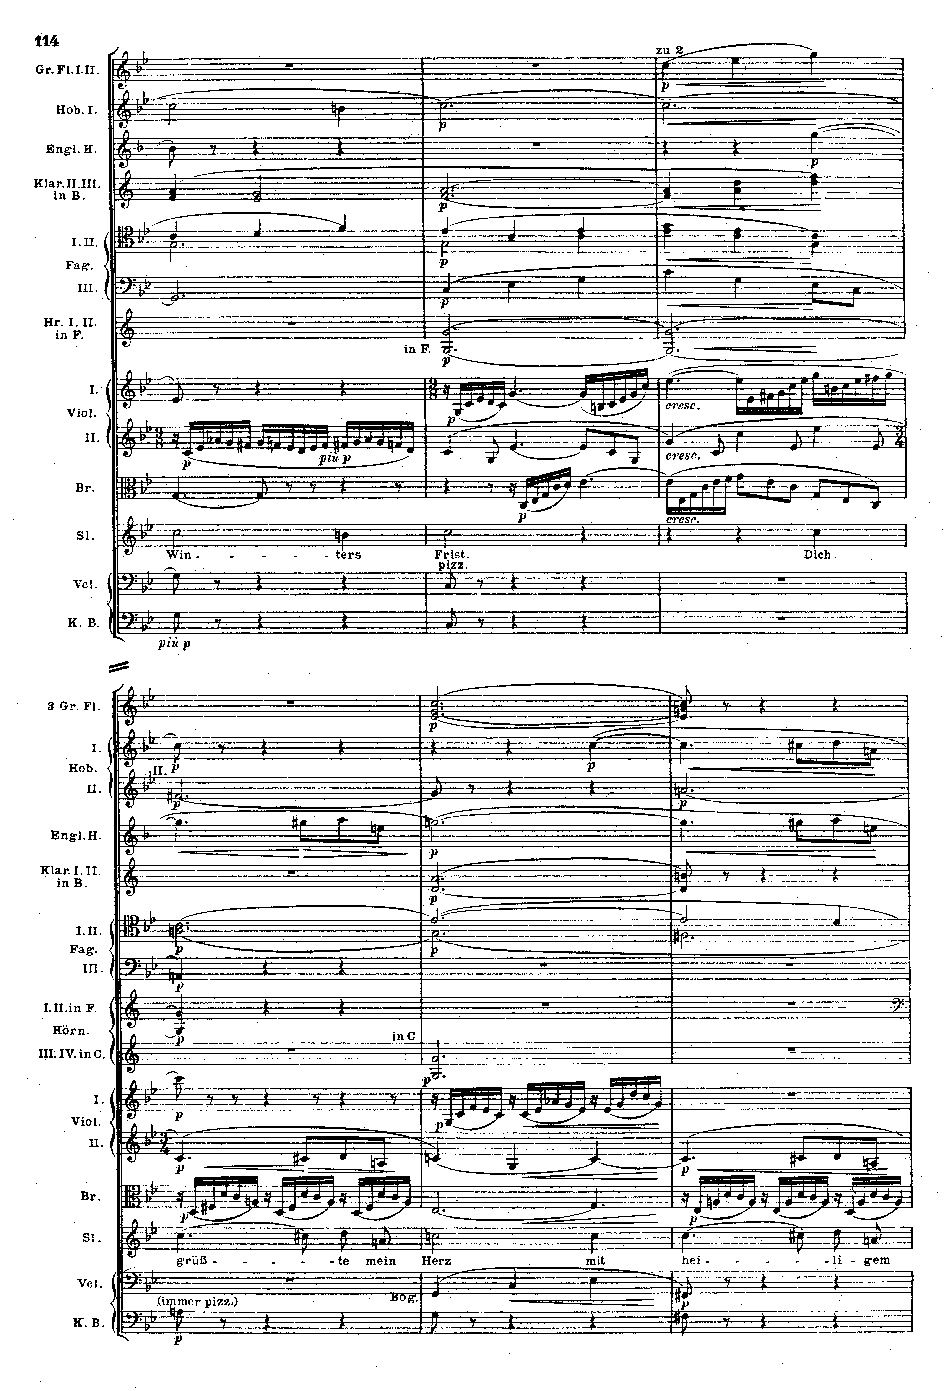 114
zu 2
Gr. Fl. I. II.
p
Hob. I.
p
Engl. H.
p
Klar. II. III.
in B.
p
I. II.
p
Fag.
III.
p
Hr. I. II.
in F.
in F.
p
I.
p
cresc.
Viol.
II.
p
più p
cresc.
Br.
p
cresc.
Sl.
Win - - - - ters Frist. Dich
pizz.
Vcl.
K. B.
più p
3 Gr. Fl.
p
I.
p
p
Hob.
II.
II.
p
p
Engl. H.
p
Klar. I. II.
in B.
p
I. II.
p
p
Fag.
III.
p
I. II. in F.
p
Hörn.
in C
III. IV. in C.
p
I.
p
p
Viol.
II.
p
p
Br.
p
p
Sl.
grüß - - - - te mein Herz mit hei - - - - li - gem
Vcl.
(immer pizz.)
Bog.
p
K. B.
p